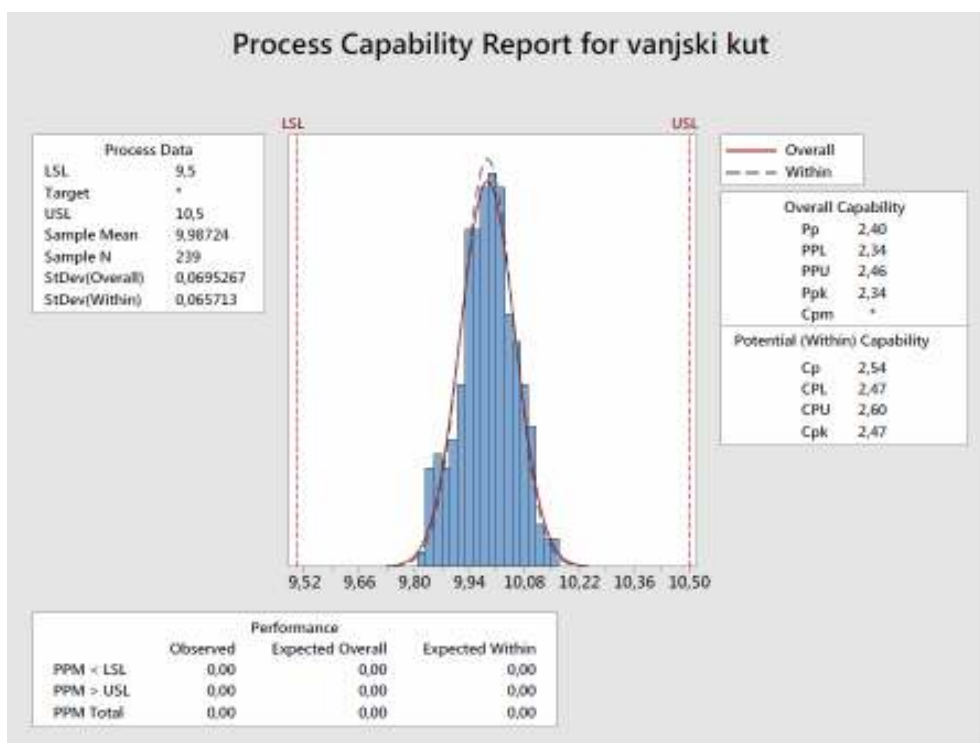 Process Capability Report for vanjski kut
LSL
USL
Process Data
LSL 9,5
Target *
USL 10,5
Sample Mean 9,98724
Sample N 239
StDev(Overall) 0,0695267
StDev(Within) 0,065713
Overall
Within
Overall Capability
Pp 2,40
PPL 2,34
PPU 2,46
Ppk 2,34
Cpm *
Potential (Within) Capability
Cp 2,54
CPL 2,47
CPU 2,60
Cpk 2,47
9,52 9,66 9,80 9,94 10,08 10,22 10,36 10,50
Performance
Observed Expected Overall Expected Within
PPM < LSL 0,00 0,00 0,00
PPM > USL 0,00 0,00 0,00
PPM Total 0,00 0,00 0,00